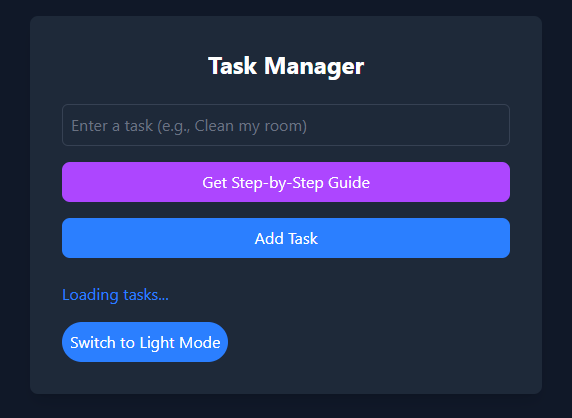 Task Manager
Enter a task (e.g., Clean my room)
Get Step-by-Step Guide
Add Task
Loading tasks...
Switch to Light Mode